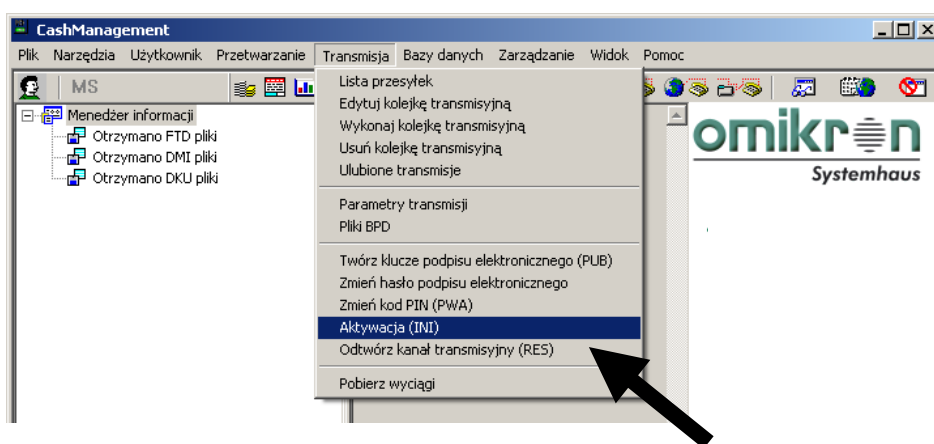 CashManagement
Plik Narzędzia Użytkownik Przetwarzanie Transmisja Bazy danych Zarządzanie Widok Pomoc
MS
Menedżer informacji
Otrzymano FTD pliki
Otrzymano DMI pliki
Otrzymano DKU pliki
Lista przesyłek
Edytuj kolejkę transmisyjną
Wykonaj kolejkę transmisyjną
Usuń kolejkę transmisyjną
Ulubione transmisje
Parametry transmisji
Pliki BPD
Twórz klucze podpisu elektronicznego (PUB)
Zmień hasło podpisu elektronicznego
Zmień kod PIN (PWA)
Aktywacja (INI)
Odtwórz kanał transmisyjny (RES)
Pobierz wyciągi
omikron
Systemhaus